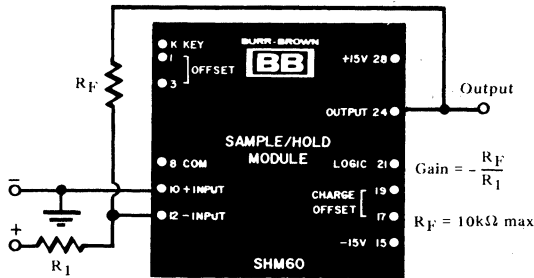 K KEY
BURR-BROWN
BB
1
OFFSET
3
+15V 28
R_F
OUTPUT 24
Output
SAMPLE/HOLD
MODULE
8 COM
LOGIC 21
Gain = - R_F / R_1
–
10 +INPUT
19
CHARGE
OFFSET
12 -INPUT
17
R_F = 10kΩ max
+
-15V 15
R_1
SHM60